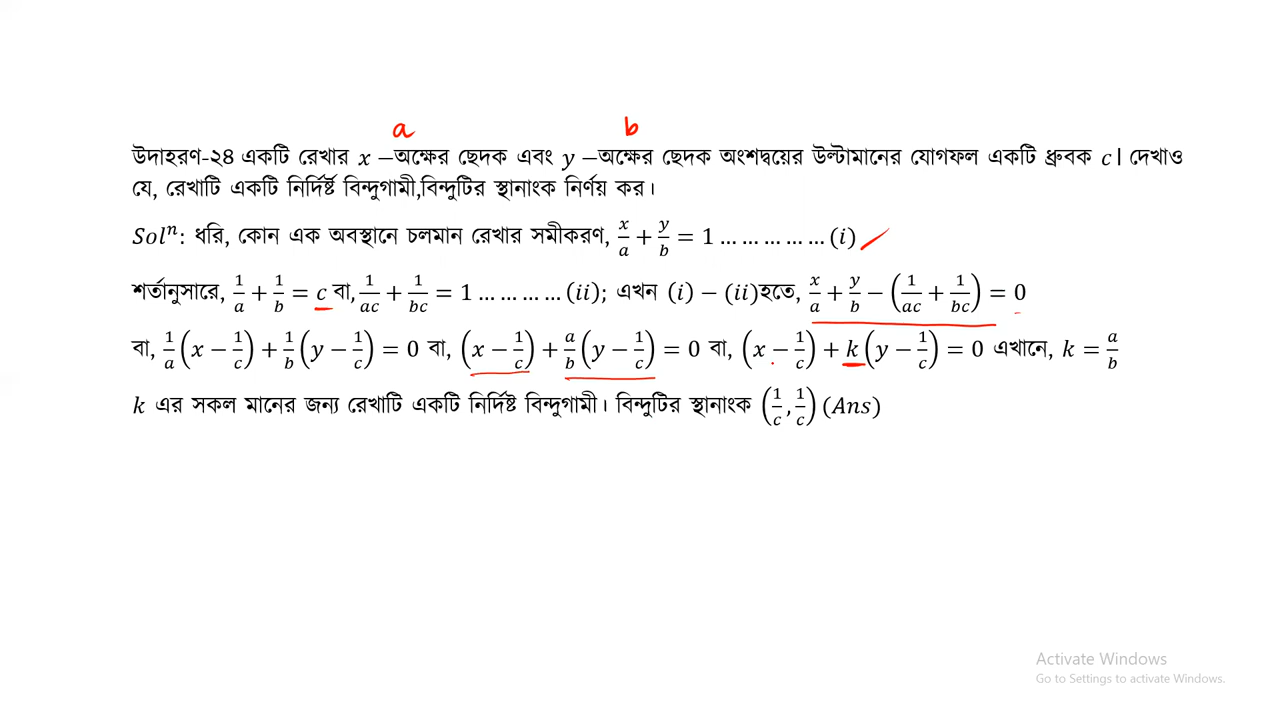 a b
উদাহরণ-২৪ একটি রেখার x −অক্ষের ছেদক এবং y −অক্ষের ছেদক অংশদ্বয়ের উল্টামানের যোগফল একটি ধ্রুবক c। দেখাও
যে, রেখাটি একটি নির্দিষ্ট বিন্দুগামী,বিন্দুটির স্থানাংক নির্ণয় কর।
Solⁿ: ধরি, কোন এক অবস্থানে চলমান রেখার সমীকরণ, x/a + y/b = 1 … … … … … (i)
শর্তানুসারে, 1/a + 1/b = c বা, 1/ac + 1/bc = 1 … … … … (ii); এখন (i) − (ii)হতে, x/a + y/b − (1/ac + 1/bc) = 0
বা, 1/a (x − 1/c) + 1/b (y − 1/c) = 0 বা, (x − 1/c) + a/b (y − 1/c) = 0 বা, (x − 1/c) + k (y − 1/c) = 0 এখানে, k = a/b
k এর সকল মানের জন্য রেখাটি একটি নির্দিষ্ট বিন্দুগামী। বিন্দুটির স্থানাংক (1/c, 1/c) (Ans)
Activate Windows
Go to Settings to activate Windows.